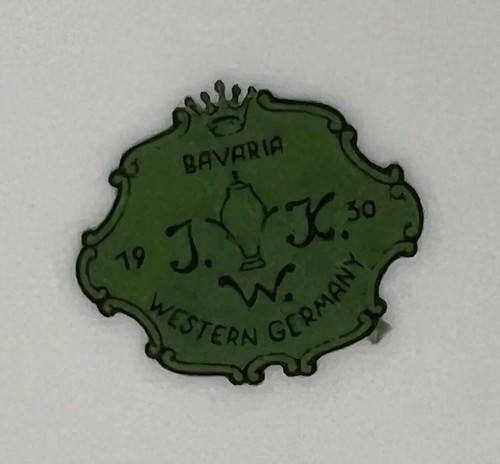 BAVARIA
19 J. K. 30
W.
WESTERN GERMANY